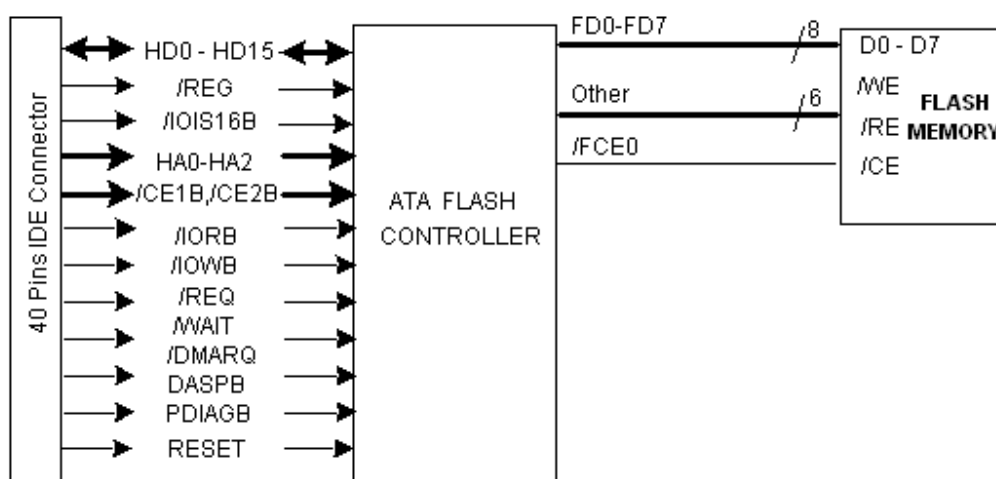 40 Pins IDE Connector
HD0 - HD15
/REG
/IOIS16B
HA0-HA2
/CE1B,/CE2B
/IORB
/IOWB
/REQ
/WAIT
/DMARQ
DASPB
PDIAGB
RESET
ATA FLASH
CONTROLLER
FD0-FD7
/8
Other
/6
/FCE0
D0 - D7
/WE
/RE
/CE
FLASH
MEMORY